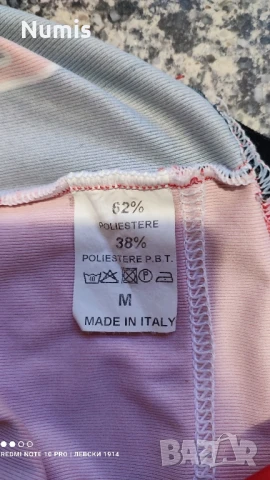 Numis
62%
POLIESTERE
38%
POLIESTERE P.B.T.
M
MADE IN ITALY
REDMI NOTE 10 PRO | ЛЕВСКИ 1914
BAZAR